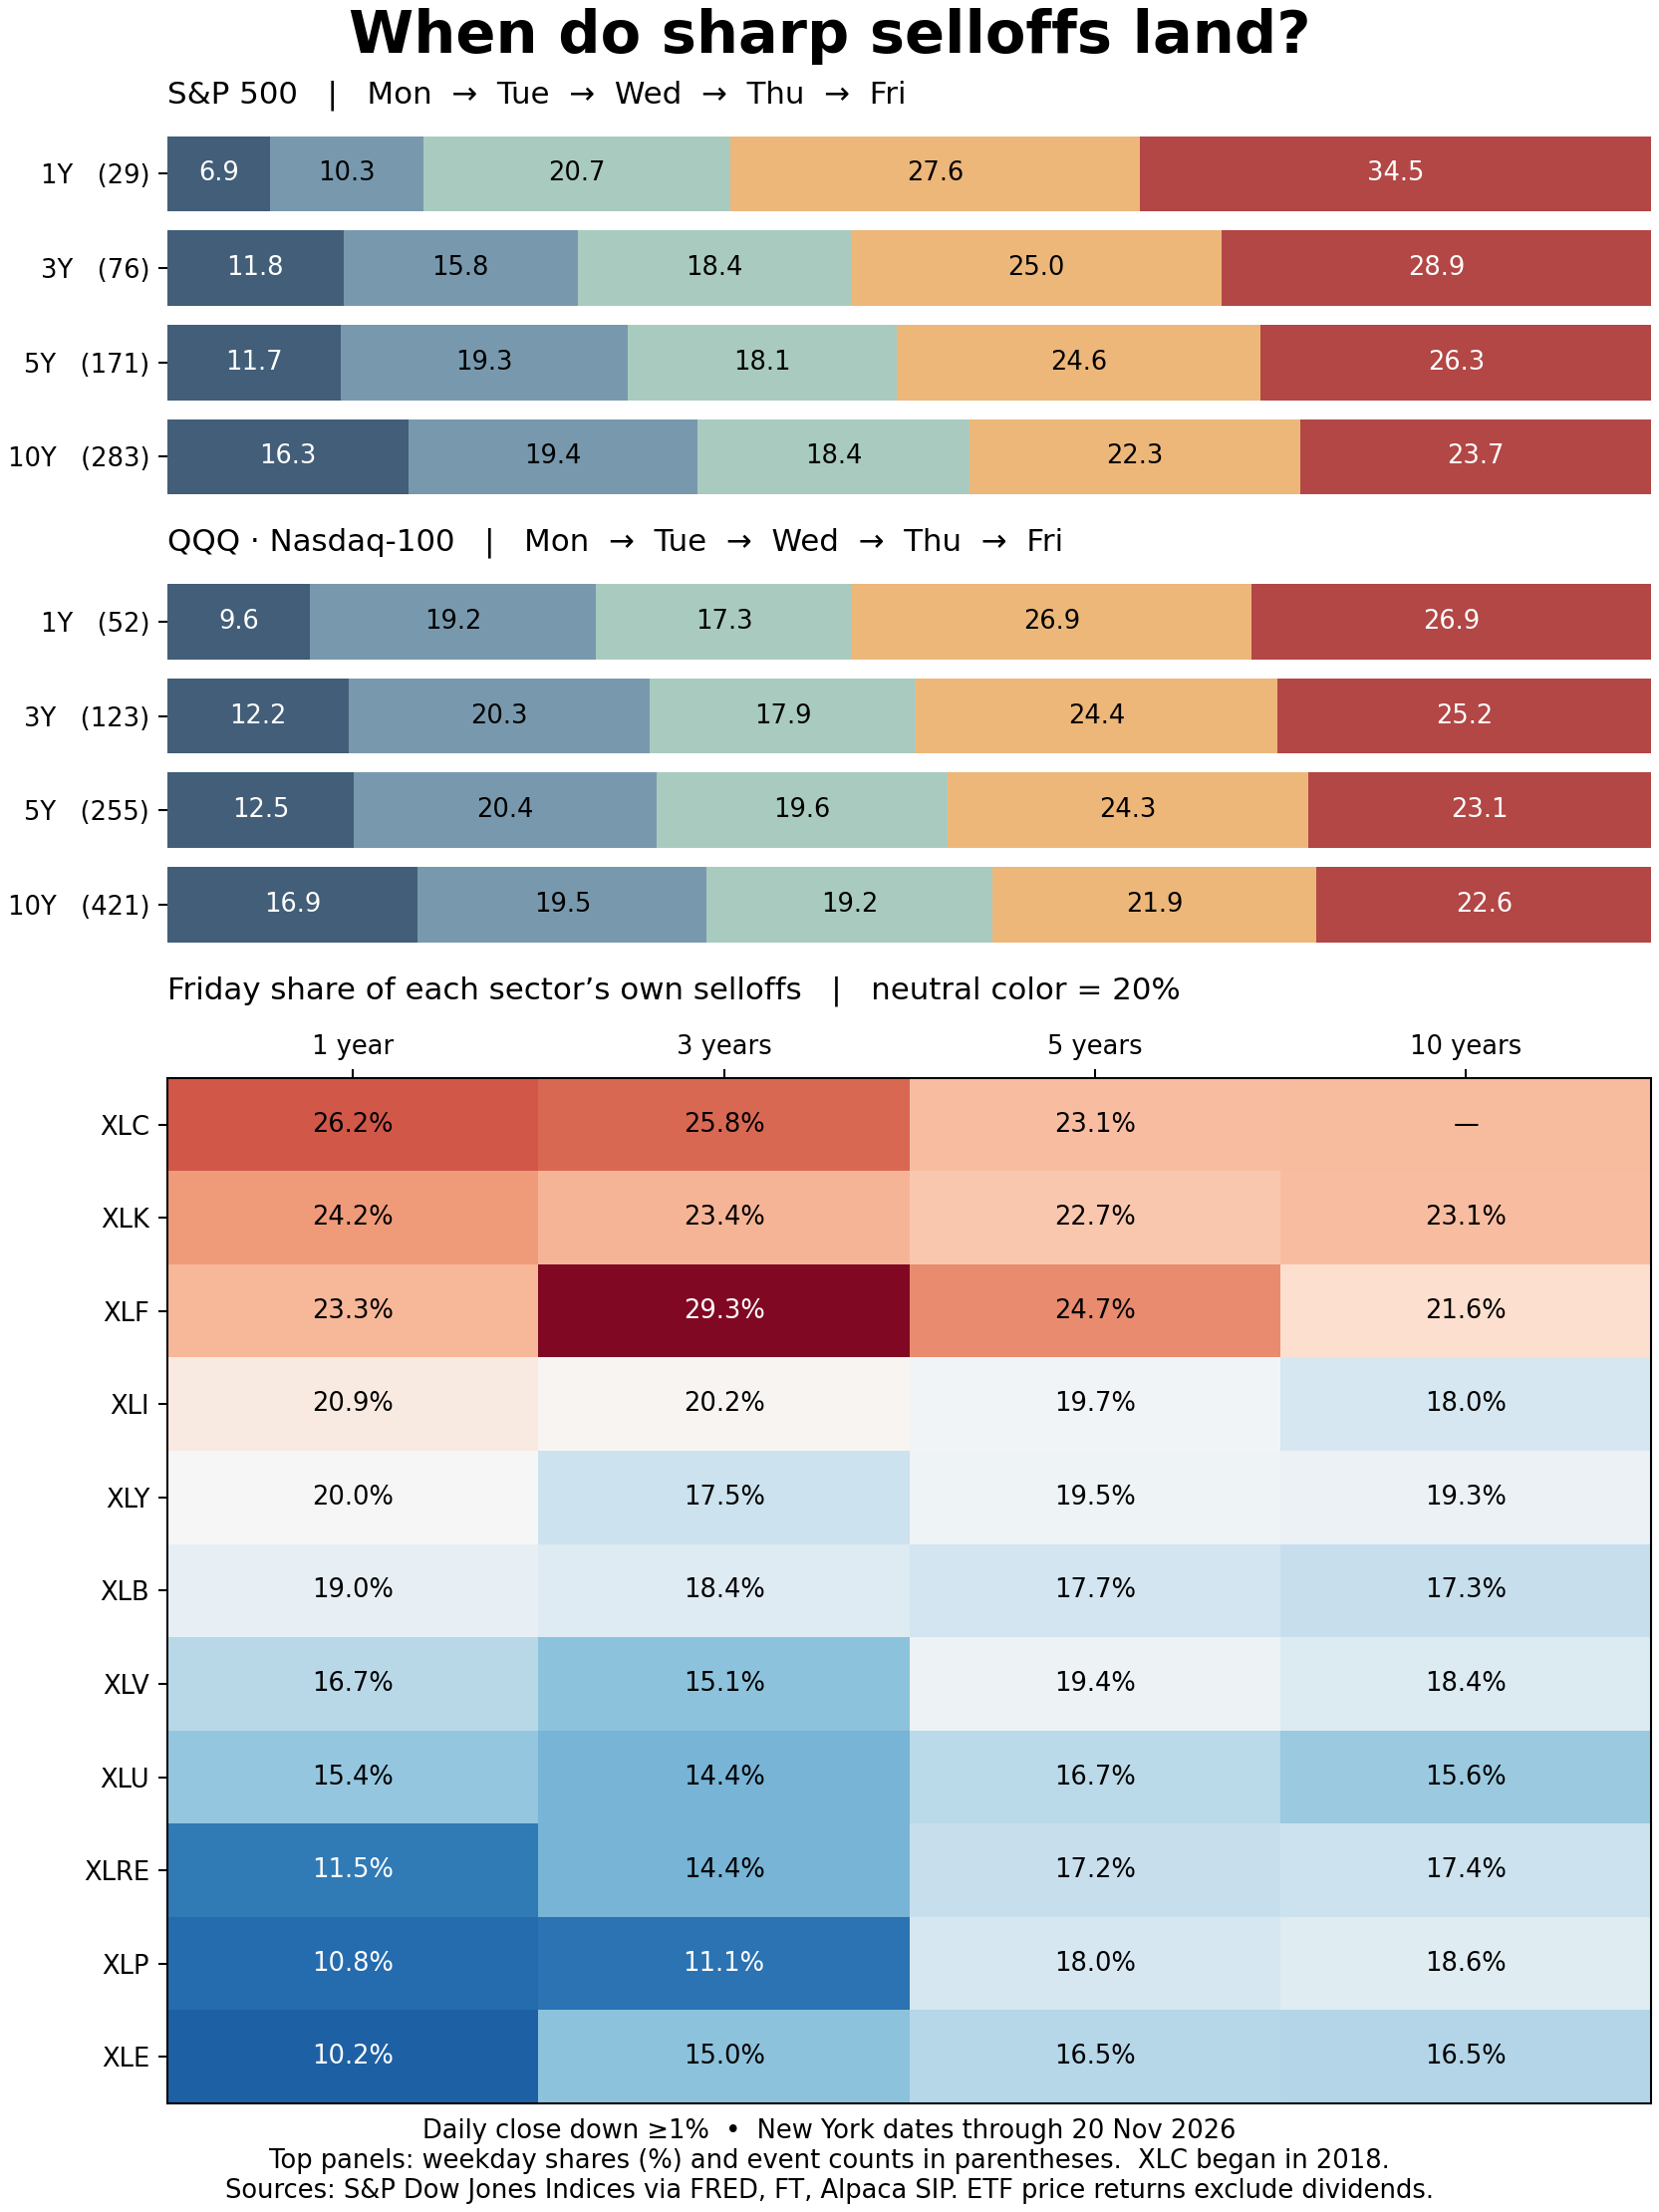 When do sharp selloffs land?
S&P 500 | Mon → Tue → Wed → Thu → Fri
1Y (29) 6.9 10.3 20.7 27.6 34.5
3Y (76) 11.8 15.8 18.4 25.0 28.9
5Y (171) 11.7 19.3 18.1 24.6 26.3
10Y (283) 16.3 19.4 18.4 22.3 23.7
QQQ · Nasdaq-100 | Mon → Tue → Wed → Thu → Fri
1Y (52) 9.6 19.2 17.3 26.9 26.9
3Y (123) 12.2 20.3 17.9 24.4 25.2
5Y (255) 12.5 20.4 19.6 24.3 23.1
10Y (421) 16.9 19.5 19.2 21.9 22.6
Friday share of each sector’s own selloffs | neutral color = 20%
1 year 3 years 5 years 10 years
XLC 26.2% 25.8% 23.1% —
XLK 24.2% 23.4% 22.7% 23.1%
XLF 23.3% 29.3% 24.7% 21.6%
XLI 20.9% 20.2% 19.7% 18.0%
XLY 20.0% 17.5% 19.5% 19.3%
XLB 19.0% 18.4% 17.7% 17.3%
XLV 16.7% 15.1% 19.4% 18.4%
XLU 15.4% 14.4% 16.7% 15.6%
XLRE 11.5% 14.4% 17.2% 17.4%
XLP 10.8% 11.1% 18.0% 18.6%
XLE 10.2% 15.0% 16.5% 16.5%
Daily close down ≥1% • New York dates through 20 Nov 2026
Top panels: weekday shares (%) and event counts in parentheses. XLC began in 2018.
Sources: S&P Dow Jones Indices via FRED, FT, Alpaca SIP. ETF price returns exclude dividends.